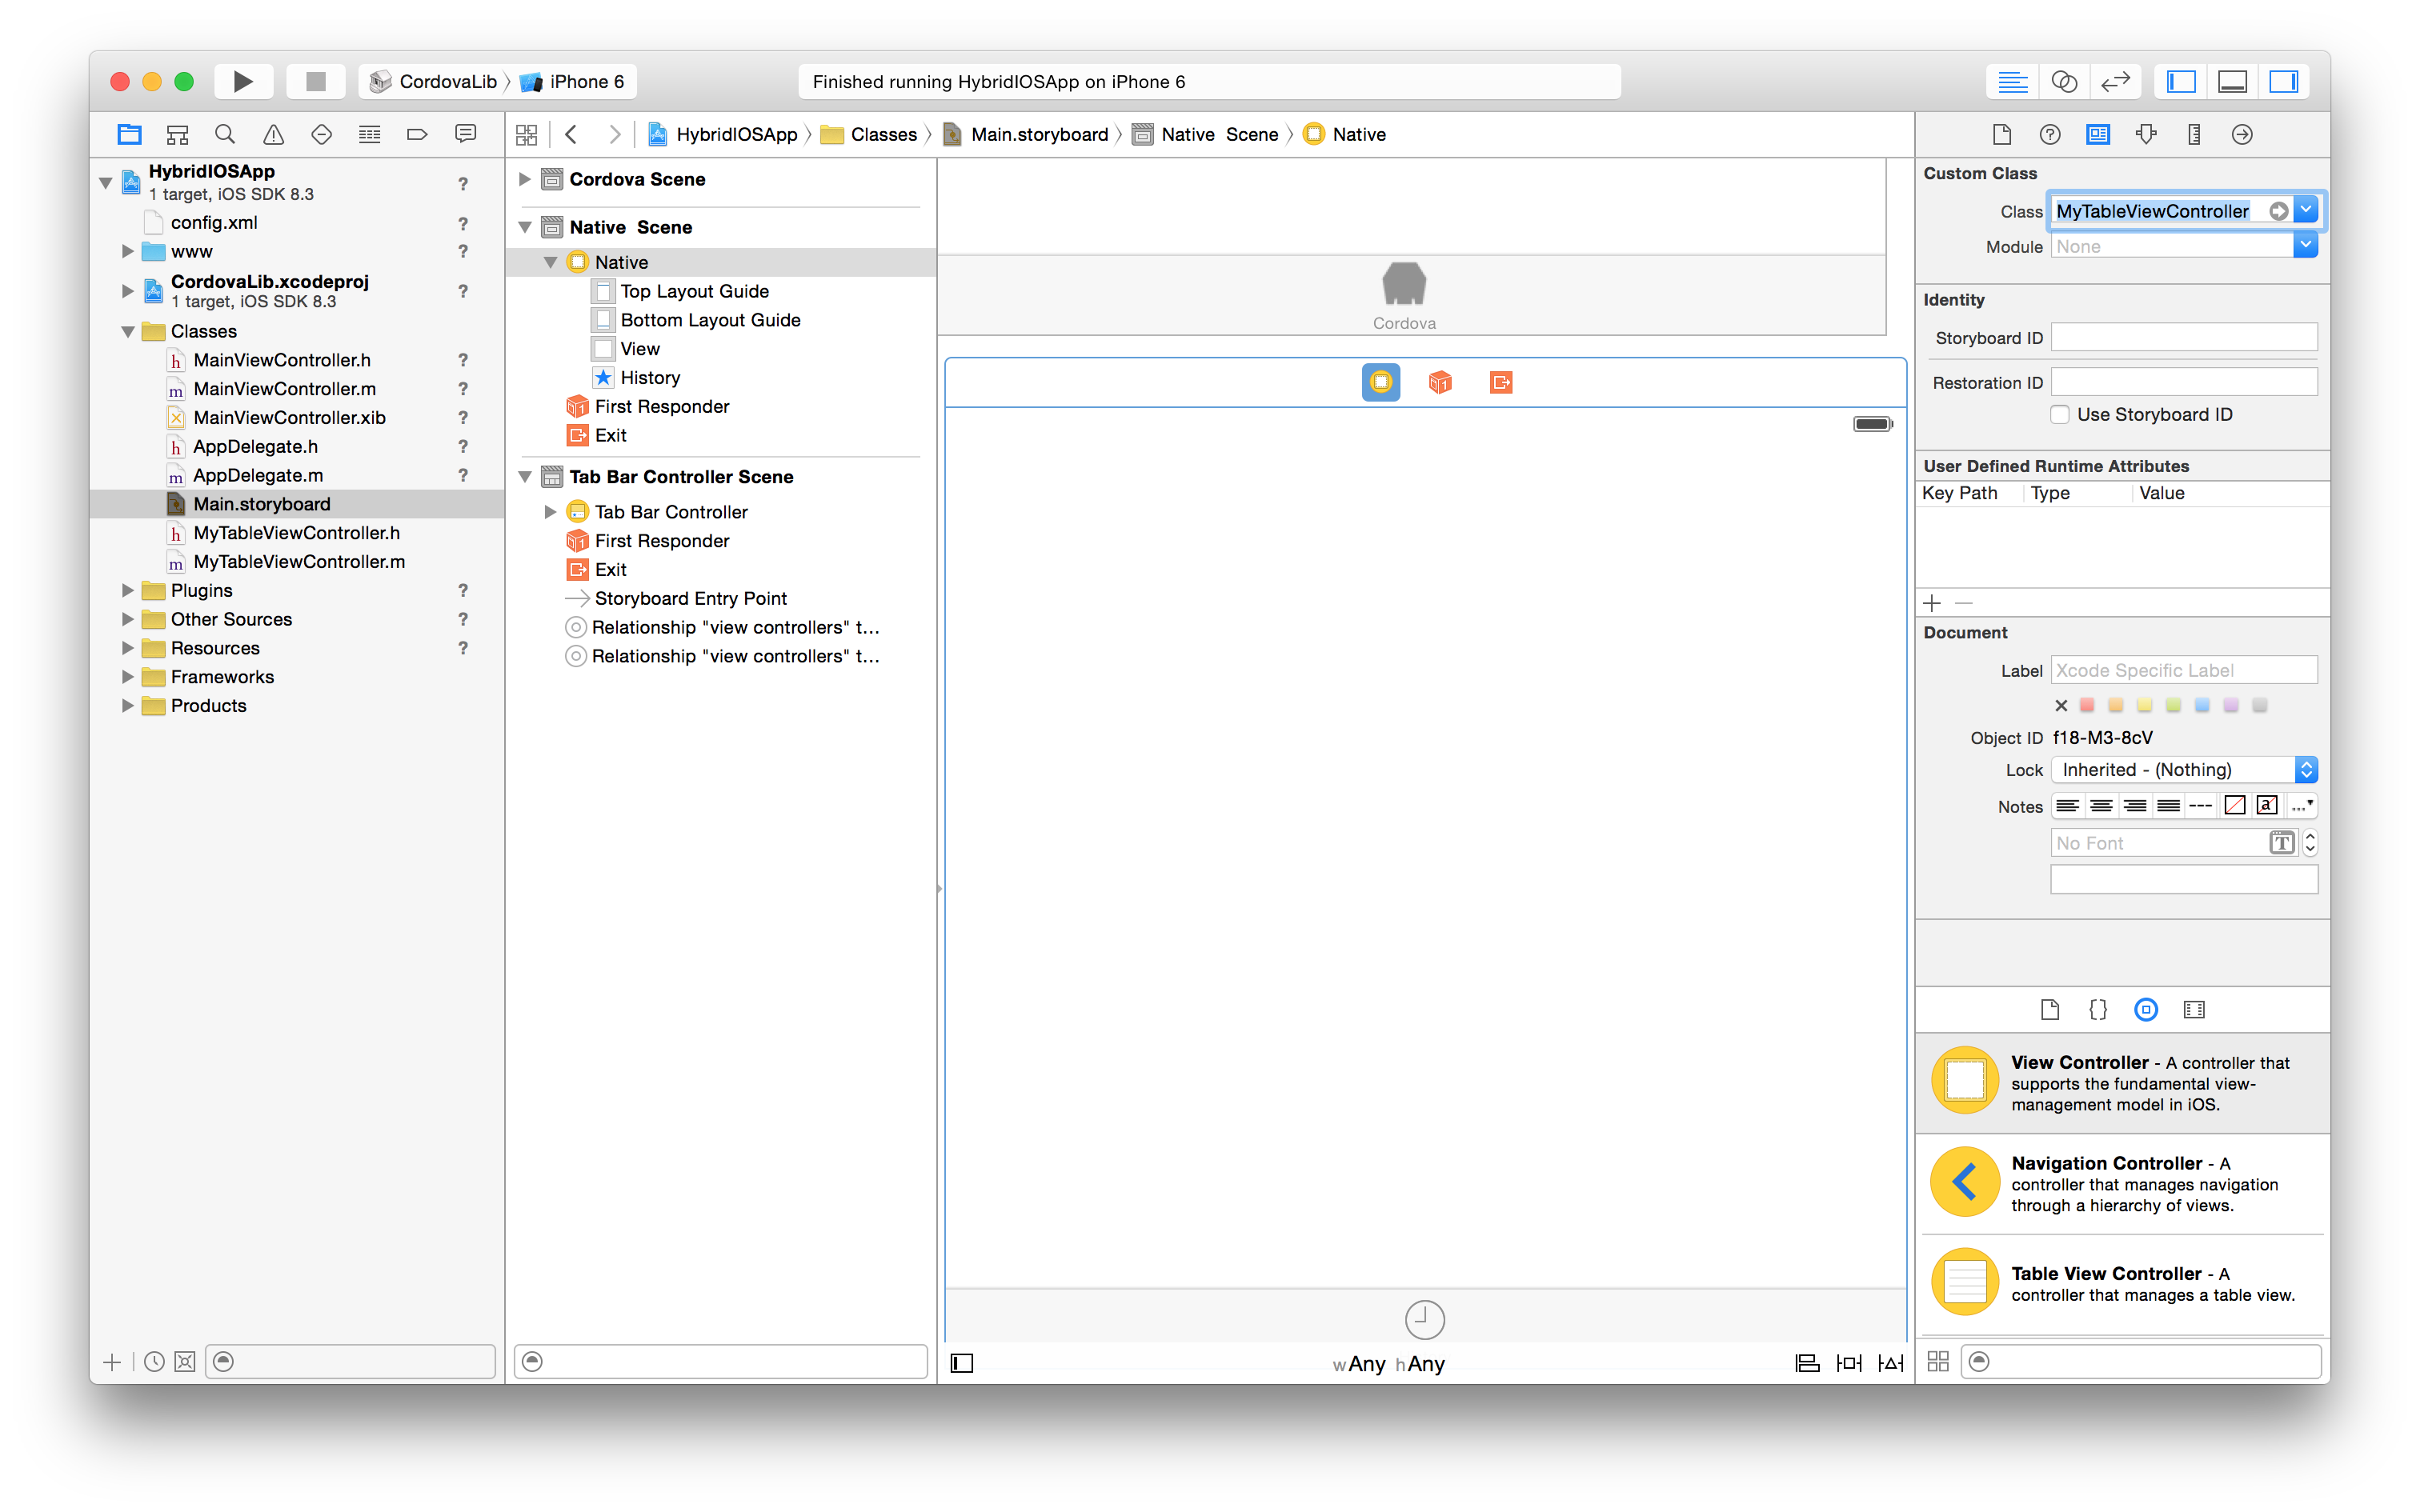 CordovaLib
iPhone 6
Finished running HybridIOSApp on iPhone 6
HybridIOSApp
Classes
Main.storyboard
Native Scene
Native
HybridIOSApp
?
1 target, iOS SDK 8.3
config.xml
?
www
?
CordovaLib.xcodeproj
?
1 target, iOS SDK 8.3
Classes
h MainViewController.h
?
m MainViewController.m
?
MainViewController.xib
?
h AppDelegate.h
?
m AppDelegate.m
?
Main.storyboard
h MyTableViewController.h
m MyTableViewController.m
Plugins
?
Other Sources
?
Resources
?
Frameworks
Products
Cordova Scene
Native Scene
Native
Top Layout Guide
Bottom Layout Guide
View
History
1 First Responder
Exit
Tab Bar Controller Scene
Tab Bar Controller
1 First Responder
Exit
Storyboard Entry Point
Relationship "view controllers" t...
Relationship "view controllers" t...
Cordova
1
wAny hAny
Custom Class
Class MyTableViewController
Module None
Identity
Storyboard ID
Restoration ID
Use Storyboard ID
User Defined Runtime Attributes
Key Path
Type
Value
Document
Label Xcode Specific Label
Object ID f18-M3-8cV
Lock Inherited - (Nothing)
Notes
a
...
No Font
T
{}
View Controller - A controller that
supports the fundamental view-
management model in iOS.
Navigation Controller - A
controller that manages navigation
through a hierarchy of views.
Table View Controller - A
controller that manages a table view.